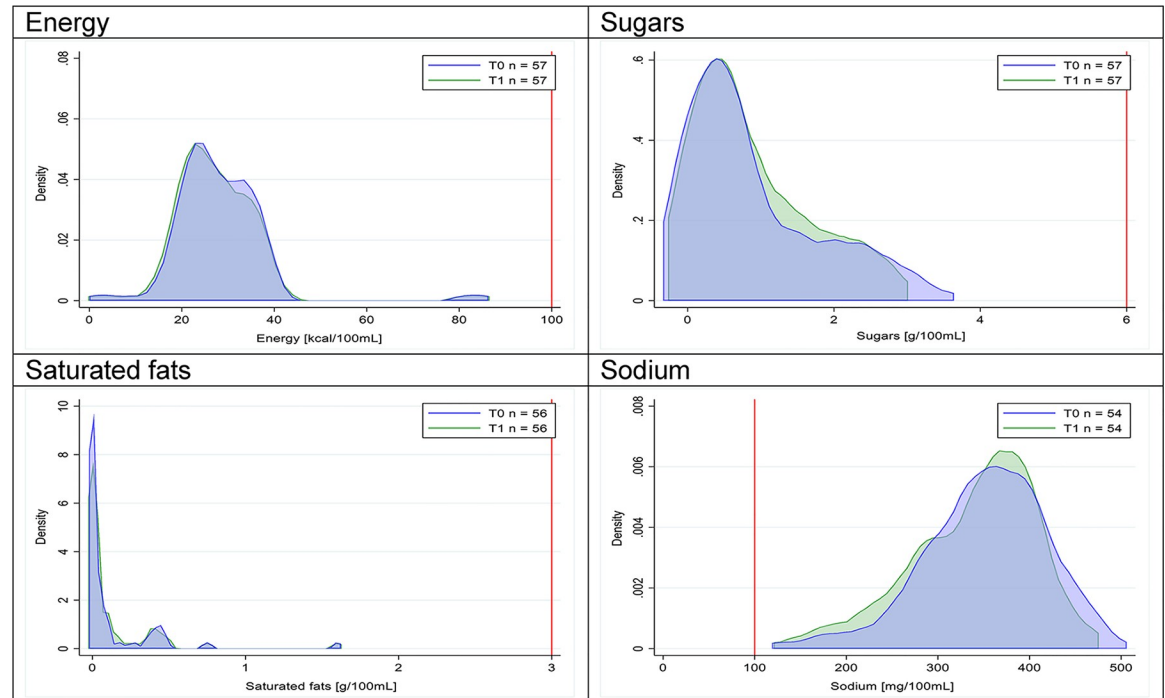 Energy
.08
.06
.04
.02
0
Density
T0 n = 57
T1 n = 57
0 20 40 60 80 100
Energy [kcal/100mL]
Sugars
.6
.4
.2
0
Density
T0 n = 57
T1 n = 57
0 2 4 6
Sugars [g/100mL]
Saturated fats
10
8
6
4
2
0
Density
T0 n = 56
T1 n = 56
0 1 2 3
Saturated fats [g/100mL]
Sodium
.008
.006
.004
.002
0
Density
T0 n = 54
T1 n = 54
0 100 200 300 400 500
Sodium [mg/100mL]